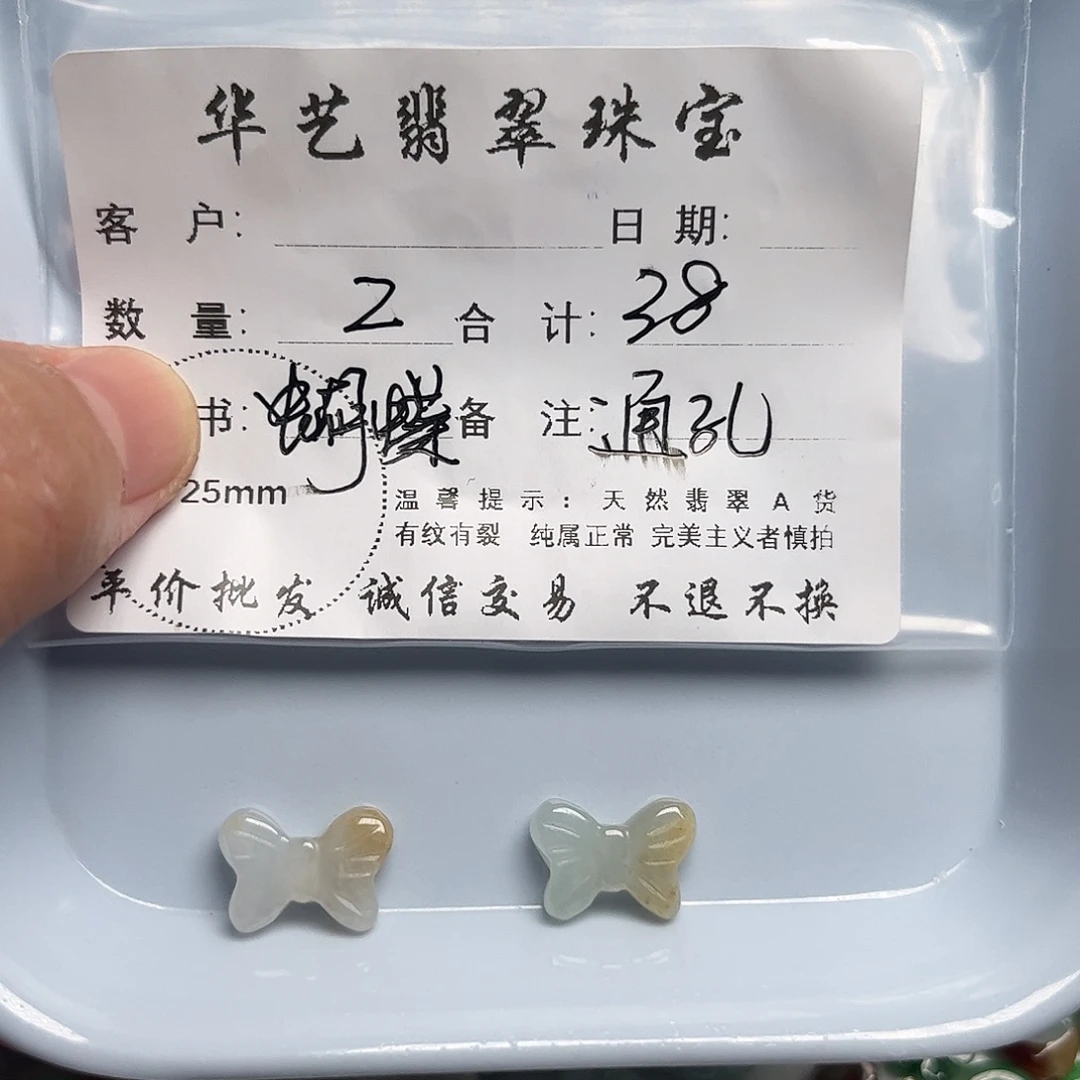 华艺翡翠珠宝
客 户: 日 期:
数 量: 2 合 计: 38
书: 蝴蝶 备 注: 通孔
25mm
温馨提示: 天然翡翠A货
有纹有裂 纯属正常 完美主义者慎拍
平价批发 诚信交易 不退不换